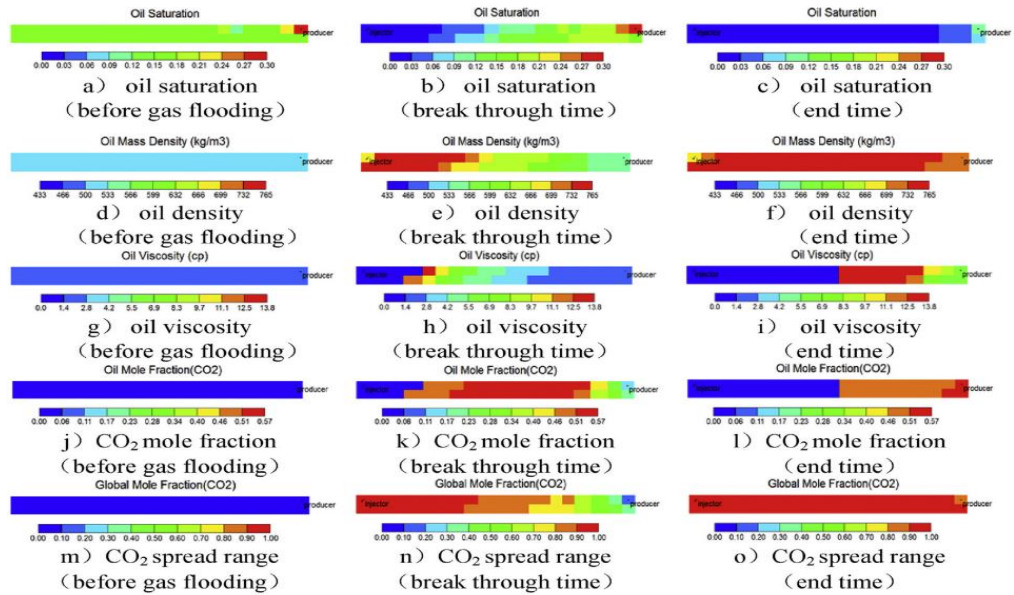 Oil Saturation
Oil Saturation
Oil Saturation
producer
injector
producer
injector
producer
0.00 0.03 0.06 0.09 0.12 0.15 0.18 0.21 0.24 0.27 0.30
0.00 0.03 0.06 0.09 0.12 0.15 0.18 0.21 0.24 0.27 0.30
0.00 0.03 0.06 0.09 0.12 0.15 0.18 0.21 0.24 0.27 0.30
a） oil saturation
b） oil saturation
c） oil saturation
（before gas flooding）
（break through time）
（end time）
Oil Mass Density (kg/m3)
Oil Mass Density (kg/m3)
Oil Mass Density (kg/m3)
producer
injector
producer
injector
producer
433 466 500 533 566 599 632 666 699 732 765
433 466 500 533 566 599 632 666 699 732 765
433 466 500 533 566 599 632 666 699 732 765
d） oil density
e） oil density
f） oil density
（before gas flooding）
（break through time）
（end time）
Oil Viscosity (cp)
Oil Viscosity (cp)
Oil Viscosity (cp)
producer
injector
producer
injector
producer
0.0 1.4 2.8 4.2 5.5 6.9 8.3 9.7 11.1 12.5 13.8
0.0 1.4 2.8 4.2 5.5 6.9 8.3 9.7 11.1 12.5 13.8
0.0 1.4 2.8 4.2 5.5 6.9 8.3 9.7 11.1 12.5 13.8
g） oil viscosity
h） oil viscosity
i） oil viscosity
（before gas flooding）
（break through time）
（end time）
Oil Mole Fraction(CO2)
Oil Mole Fraction(CO2)
Oil Mole Fraction(CO2)
producer
injector
producer
injector
producer
0.00 0.06 0.11 0.17 0.23 0.29 0.34 0.40 0.46 0.51 0.57
0.00 0.06 0.11 0.17 0.23 0.29 0.34 0.40 0.46 0.51 0.57
0.00 0.06 0.11 0.17 0.23 0.29 0.34 0.40 0.46 0.51 0.57
j） CO₂ mole fraction
k） CO₂ mole fraction
l） CO₂ mole fraction
（before gas flooding）
（break through time）
（end time）
Global Mole Fraction(CO2)
Global Mole Fraction(CO2)
Global Mole Fraction(CO2)
producer
injector
producer
injector
producer
0.00 0.10 0.20 0.30 0.40 0.50 0.60 0.70 0.80 0.90 1.00
0.00 0.10 0.20 0.30 0.40 0.50 0.60 0.70 0.80 0.90 1.00
0.00 0.10 0.20 0.30 0.40 0.50 0.60 0.70 0.80 0.90 1.00
m） CO₂ spread range
n） CO₂ spread range
o） CO₂ spread range
（before gas flooding）
（break through time）
（end time）